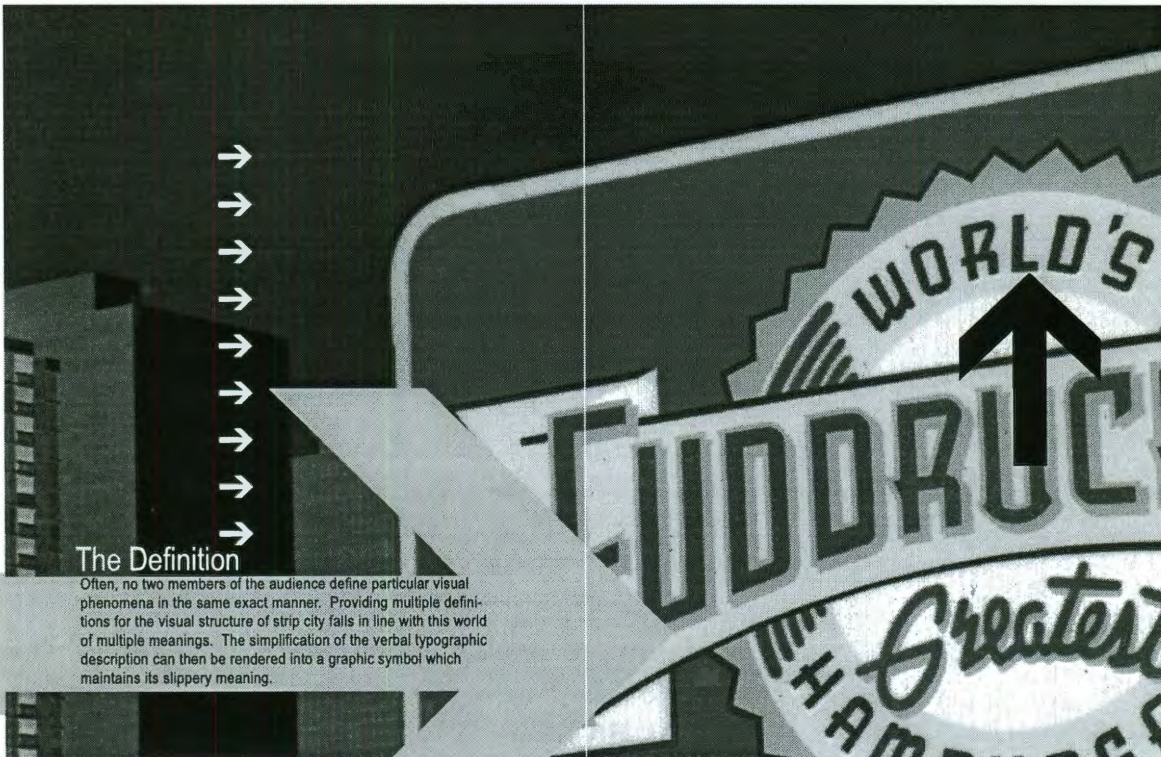 The Definition
Often, no two members of the audience define particular visual
phenomena in the same exact manner. Providing multiple defini-
tions for the visual structure of strip city falls in line with this world
of multiple meanings. The simplification of the verbal typographic
description can then be rendered into a graphic symbol which
maintains its slippery meaning.
WORLD'S
FUDDRUC
Greatest